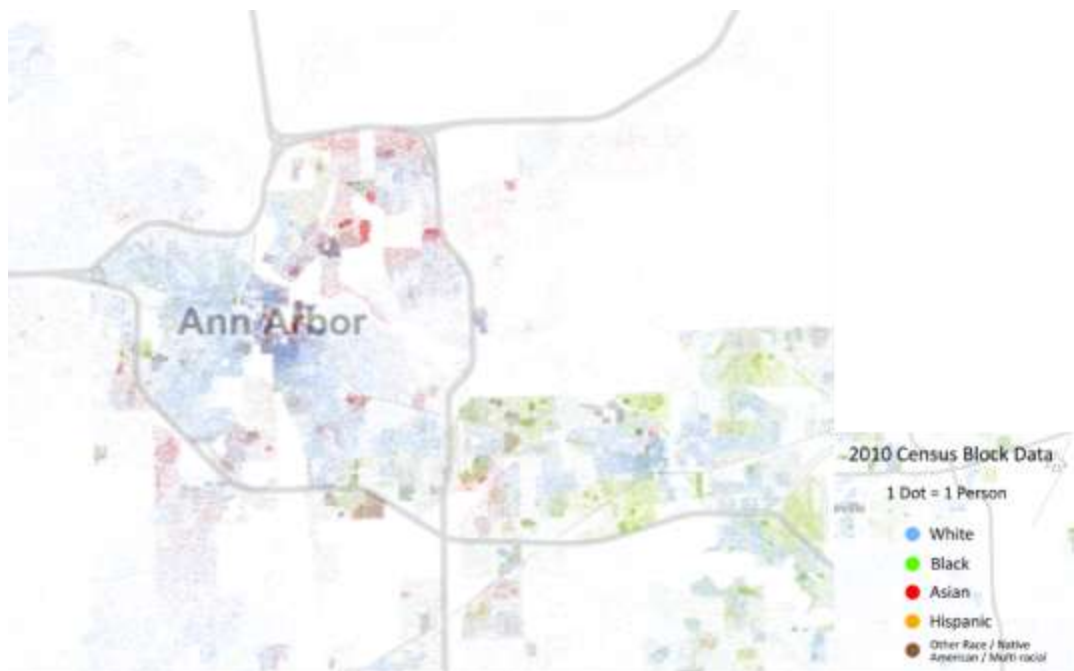 Ann Arbor
2010 Census Block Data
1 Dot = 1 Person
White
Black
Asian
Hispanic
Other Race / Native
American / Multi racial